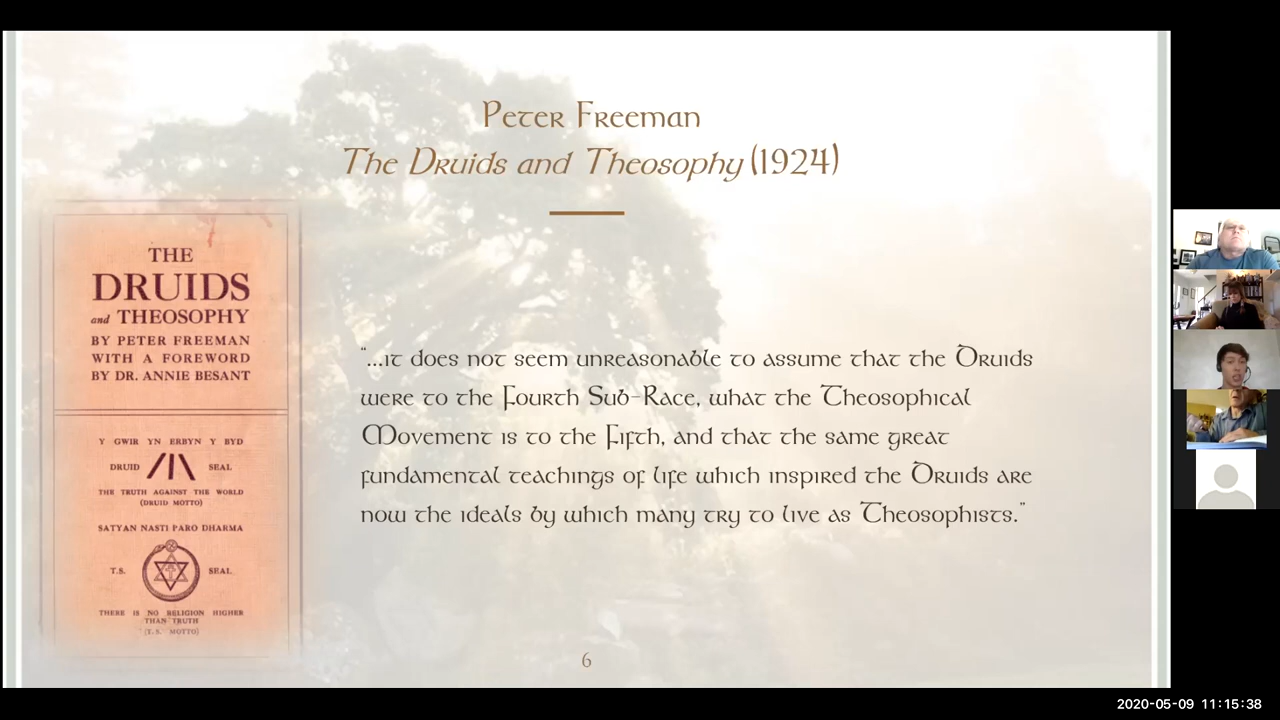 Peter Freeman
The Druids and Theosophy (1924)
THE
DRUIDS
and THEOSOPHY
BY PETER FREEMAN
WITH A FOREWORD
BY DR. ANNIE BESANT
Y GWIR YN ERBYN Y BYD
DRUID SEAL
THE TRUTH AGAINST THE WORLD
(DRUID MOTTO)
SATYAN NASTI PARO DHARMA
T.S. SEAL
THERE IS NO RELIGION HIGHER
THAN TRUTH
(T.S. MOTTO)
“...it does not seem unreasonable to assume that the Druids
were to the Fourth Sub-Race, what the Theosophical
Movement is to the Fifth, and that the same great
fundamental teachings of life which inspired the Druids are
now the ideals by which many try to live as Theosophists.”
6
2020-05-09 11:15:38